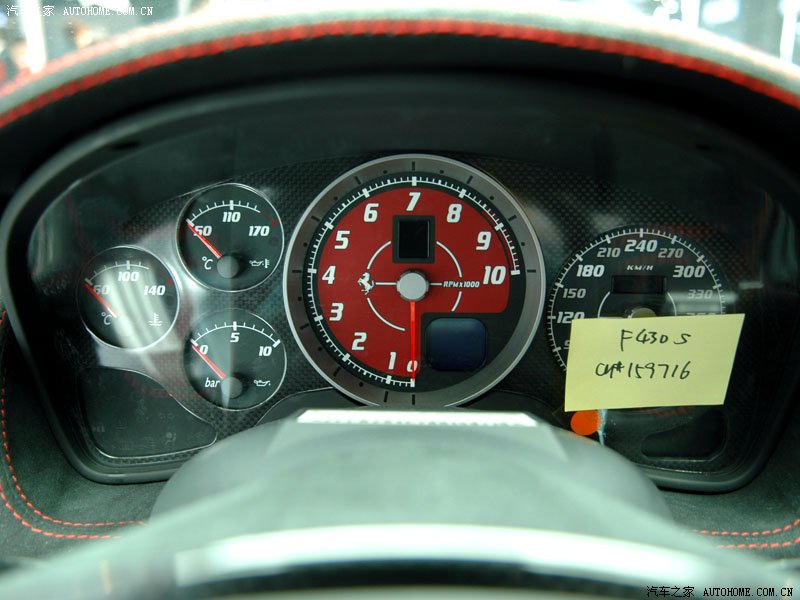 汽车之家 AUTOHOME.COM.CN
50 110 170
°C
50 100 140
°C
0 5 10
bar
0 1 2 3 4 5 6 7 8 9 10
RPM x 1000
120 150 180 210 240 270 300 330
KM/H
F430 S
CH# 159716
汽车之家 AUTOHOME.COM.CN